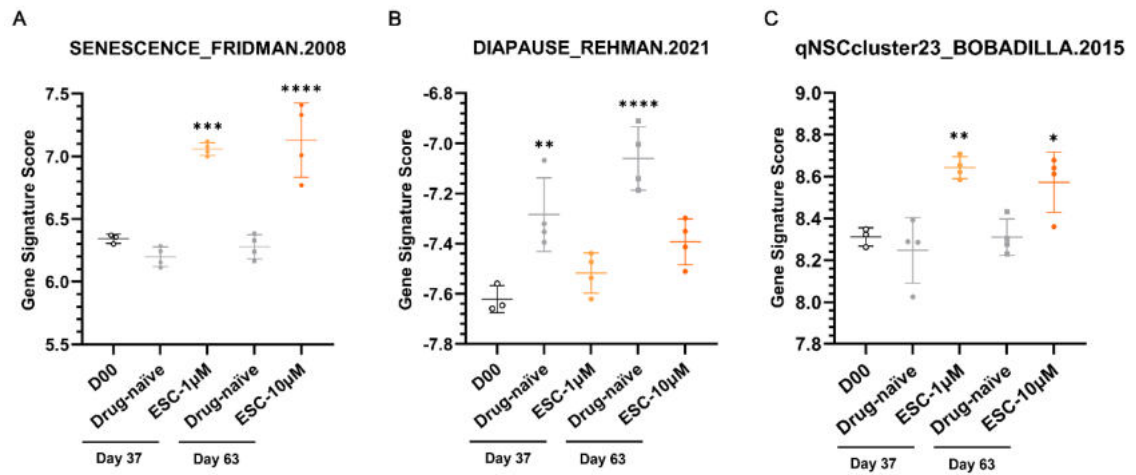 A
SENESCENCE_FRIDMAN.2008
Gene Signature Score
7.5
7.0
6.5
6.0
5.5
***
****
D00
Drug-naïve
ESC-1µM
Drug-naïve
ESC-10µM
Day 37
Day 63
B
DIAPAUSE_REHMAN.2021
Gene Signature Score
-6.8
-7.0
-7.2
-7.4
-7.6
-7.8
**
****
D00
Drug-naïve
ESC-1µM
Drug-naïve
ESC-10µM
Day 37
Day 63
C
qNSCcluster23_BOBADILLA.2015
Gene Signature Score
9.0
8.8
8.6
8.4
8.2
8.0
7.8
**
*
D00
Drug-naïve
ESC-1µM
Drug-naïve
ESC-10µM
Day 37
Day 63